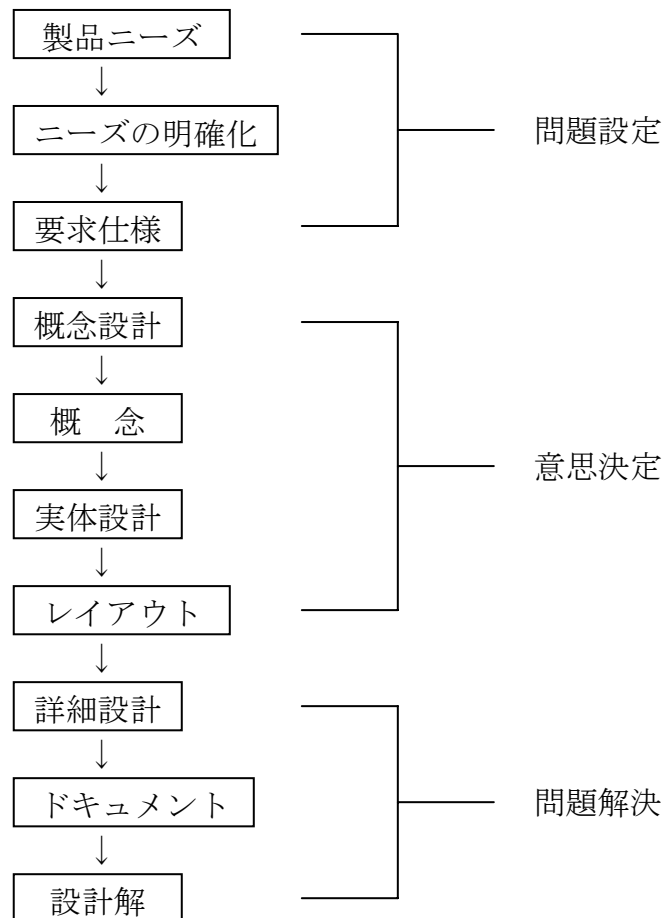 製品ニーズ
↓
ニーズの明確化
↓
要求仕様
↓
概念設計
↓
概　念
↓
実体設計
↓
レイアウト
↓
詳細設計
↓
ドキュメント
↓
設計解
問題設定
意思決定
問題解決